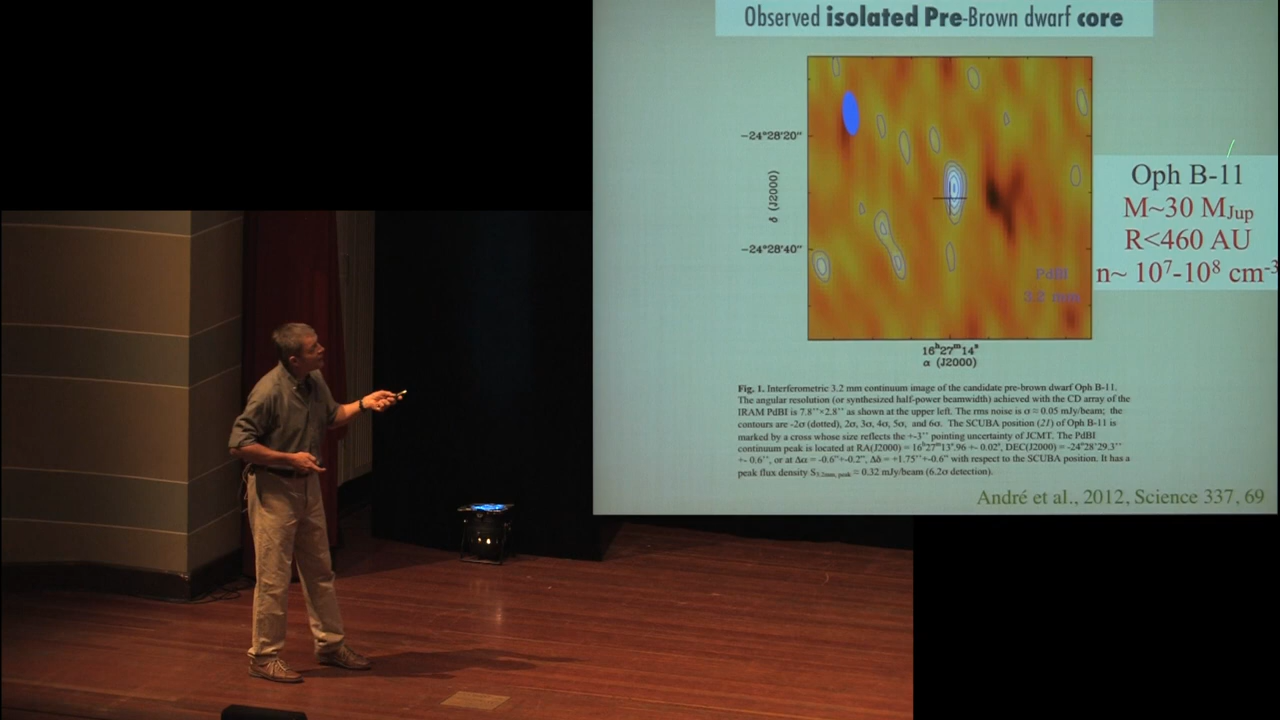 Observed isolated Pre-Brown dwarf core
−24°28'20"
δ (J2000)
−24°28'40"
PdBI
3.2 mm
16ʰ27ᵐ14ˢ
α (J2000)
Oph B-11
M~30 MJup
R<460 AU
n~ 10⁷-10⁸ cm⁻³
Fig. 1. Interferometric 3.2 mm continuum image of the candidate pre-brown dwarf Oph B-11.
The angular resolution (or synthesized half-power beamwidth) achieved with the CD array of the
IRAM PdBI is 7.8''×2.8'' as shown at the upper left. The rms noise is σ ≈ 0.05 mJy/beam; the
contours are -2σ (dotted), 2σ, 3σ, 4σ, 5σ, and 6σ. The SCUBA position (21) of Oph B-11 is
marked by a cross whose size reflects the +-3'' pointing uncertainty of JCMT. The PdBI
continuum peak is located at RA(J2000) = 16ʰ27ᵐ13ˢ.96 +- 0.02ˢ, DEC(J2000) = -24°28'29.3''
+- 0.6'', or at Δα = -0.6''+-0.2'', Δδ = +1.75''+-0.6'' with respect to the SCUBA position. It has a
peak flux density S3.2mm, peak ≈ 0.32 mJy/beam (6.2σ detection).
André et al., 2012, Science 337, 69